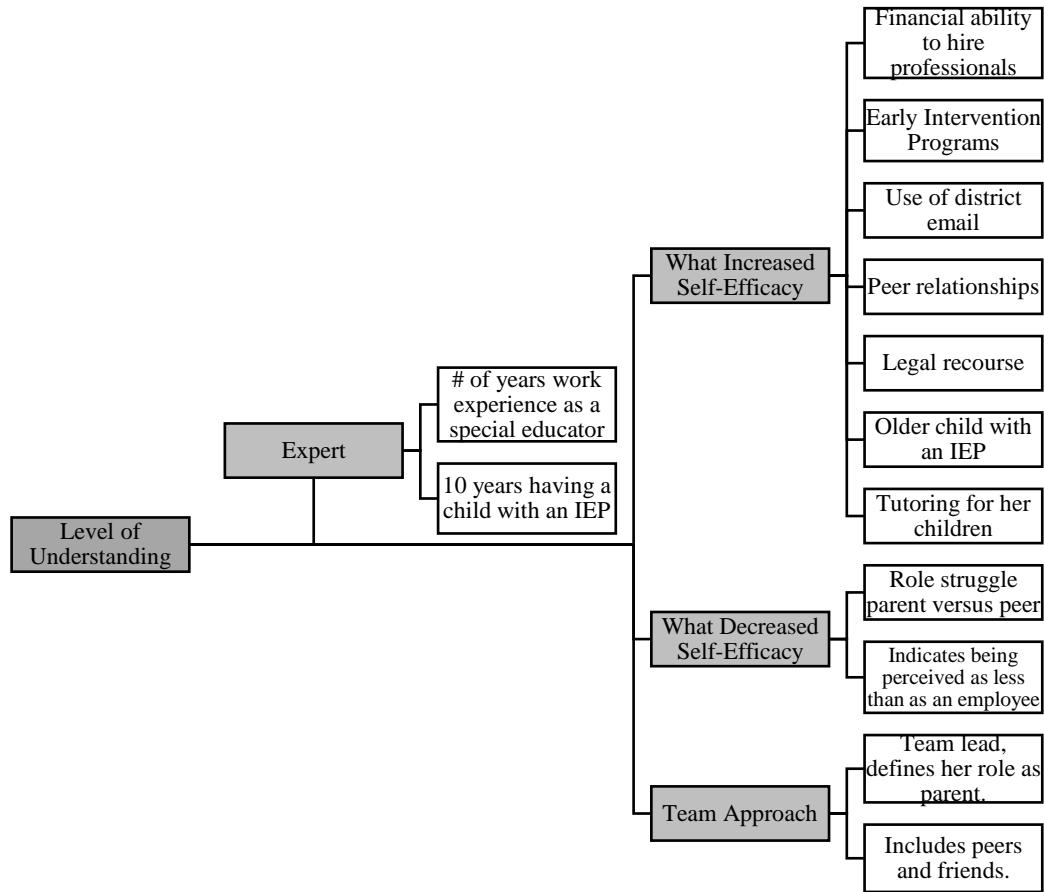 Level of
Understanding
Expert
# of years work
experience as a
special educator
10 years having a
child with an IEP
What Increased
Self-Efficacy
Financial ability
to hire
professionals
Early Intervention
Programs
Use of district
email
Peer relationships
Legal recourse
Older child with
an IEP
Tutoring for her
children
What Decreased
Self-Efficacy
Role struggle
parent versus peer
Indicates being
perceived as less
than as an employee
Team Approach
Team lead,
defines her role as
parent.
Includes peers
and friends.